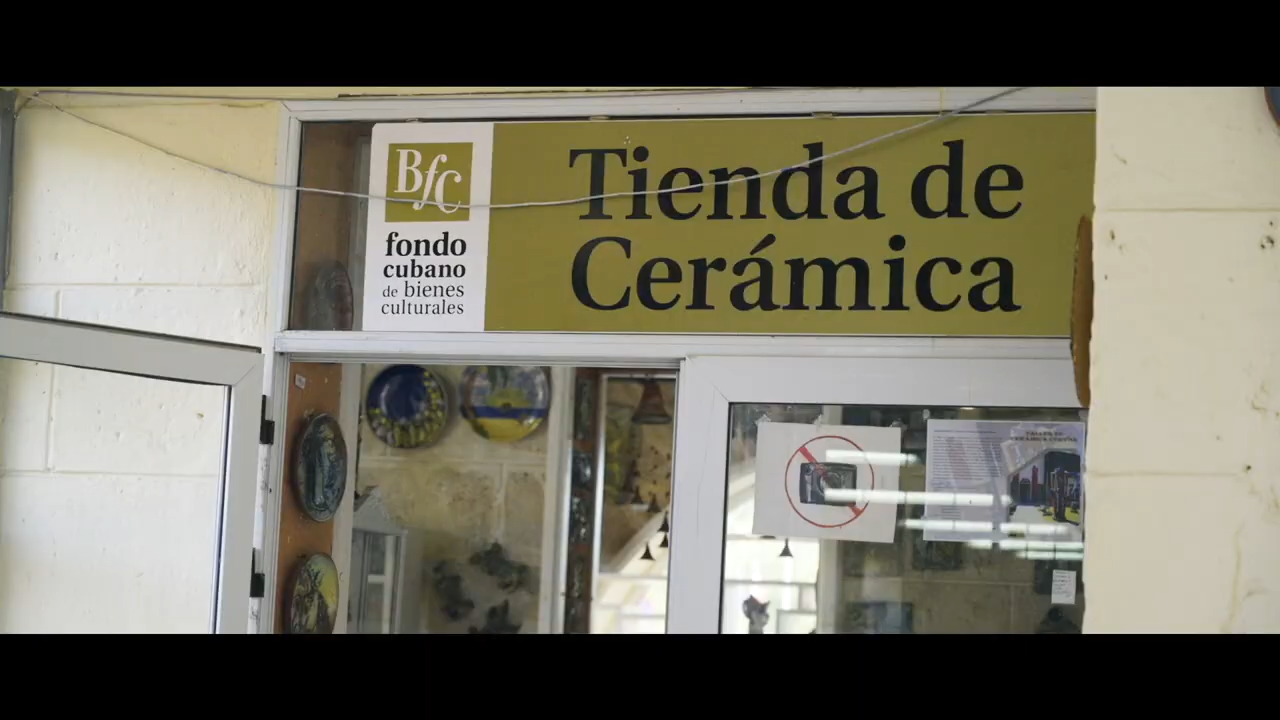 BfC
fondo
cubano
de bienes
culturales
Tienda de
Cerámica